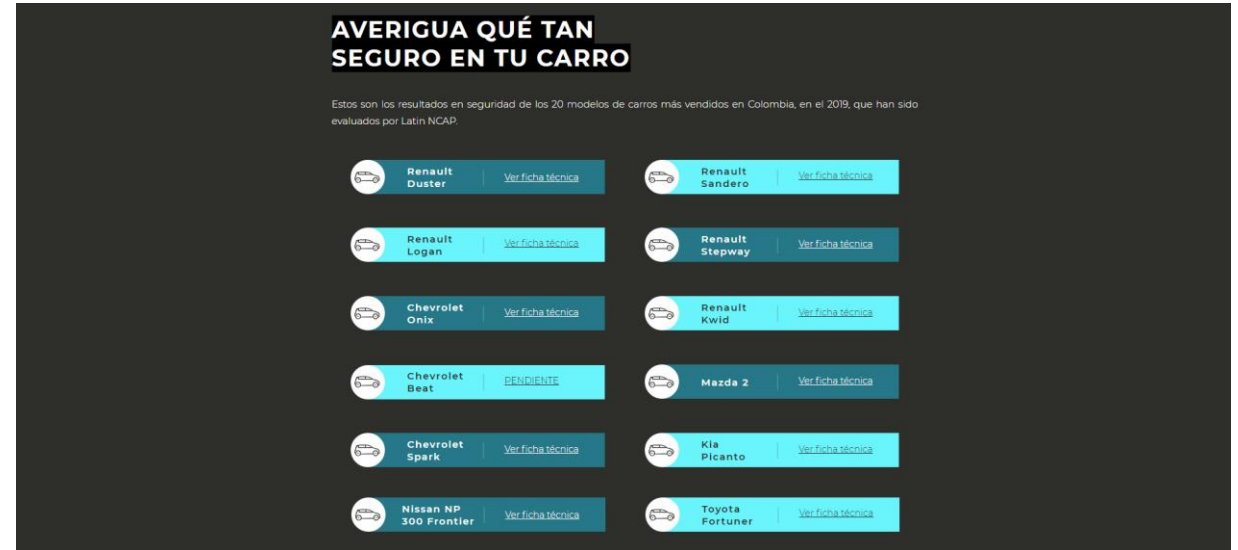 AVERIGUA QUÉ TAN
SEGURO EN TU CARRO
Estos son los resultados en seguridad de los 20 modelos de carros más vendidos en Colombia, en el 2019, que han sido
evaluados por Latin NCAP.
Renault
Duster
Ver ficha técnica
Renault
Sandero
Ver ficha técnica
Renault
Logan
Ver ficha técnica
Renault
Stepway
Ver ficha técnica
Chevrolet
Onix
Ver ficha técnica
Renault
Kwid
Ver ficha técnica
Chevrolet
Beat
PENDIENTE
Mazda 2
Ver ficha técnica
Chevrolet
Spark
Ver ficha técnica
Kia
Picanto
Ver ficha técnica
Nissan NP
300 Frontier
Ver ficha técnica
Toyota
Fortuner
Ver ficha técnica